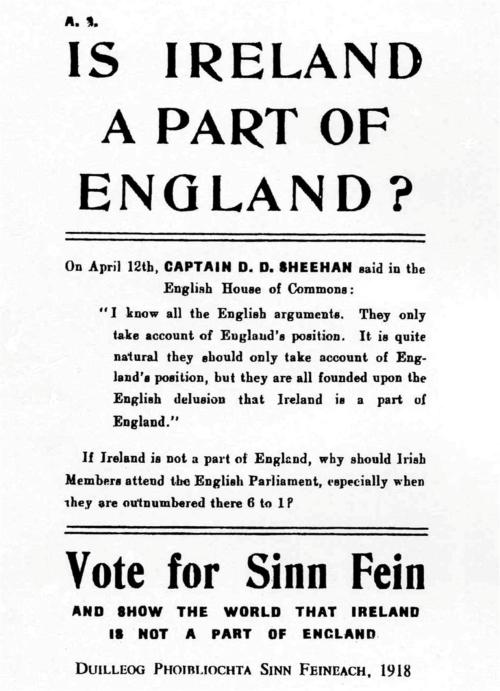 A. 3.
IS IRELAND
A PART OF
ENGLAND?
On April 12th, CAPTAIN D. D. SHEEHAN said in the
English House of Commons:
"I know all the English arguments. They only
take account of England's position. It is quite
natural they should only take account of Eng-
land's position, but they are all founded upon the
English delusion that Ireland is a part of
England."
If Ireland is not a part of England, why should Irish
Members attend the English Parliament, especially when
they are outnumbered there 6 to 1?
Vote for Sinn Fein
AND SHOW THE WORLD THAT IRELAND
IS NOT A PART OF ENGLAND
DUILLEOG PHOIBLIOCHTA SINN FEINEACH, 1918